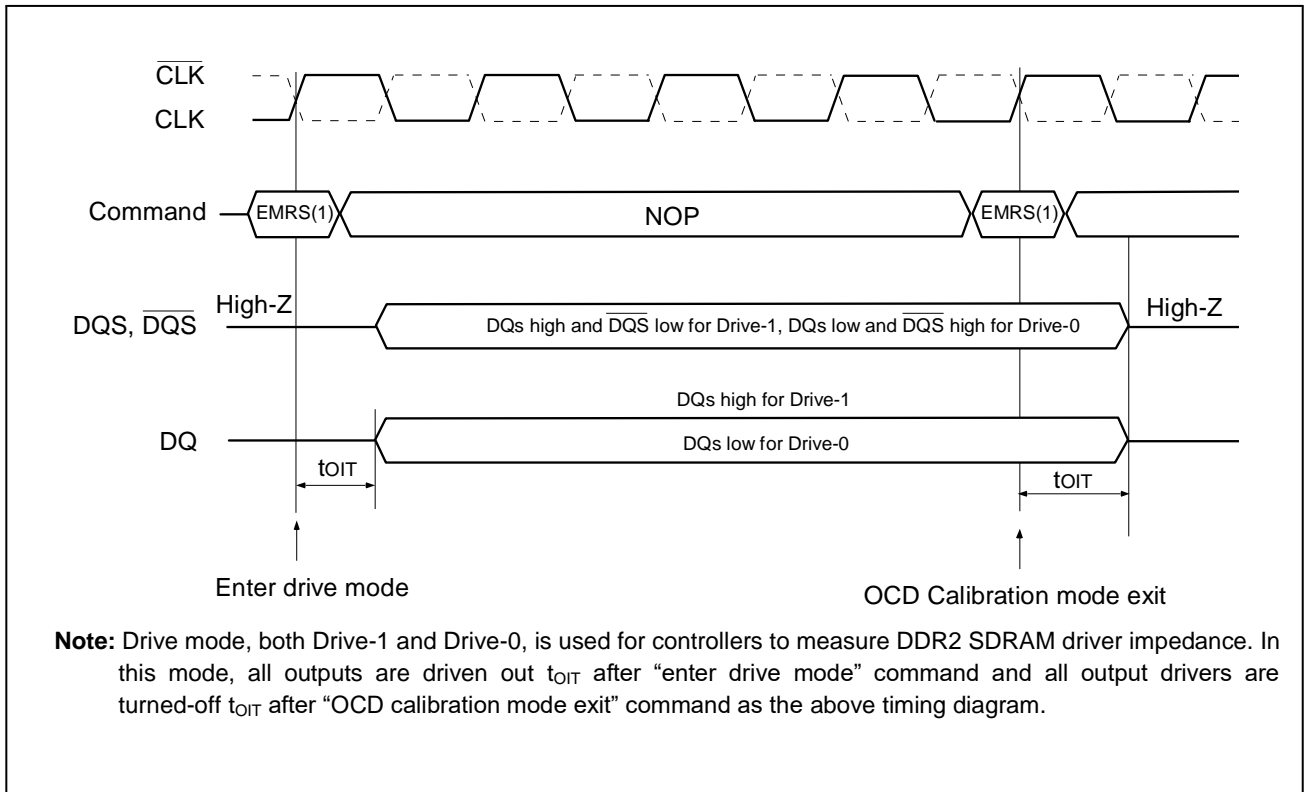 CLK
CLK
Command
EMRS(1)
NOP
EMRS(1)
High-Z
DQS, DQS
DQs high and DQS low for Drive-1, DQs low and DQS high for Drive-0
High-Z
DQs high for Drive-1
DQ
DQs low for Drive-0
tOIT
tOIT
Enter drive mode
OCD Calibration mode exit
Note: Drive mode, both Drive-1 and Drive-0, is used for controllers to measure DDR2 SDRAM driver impedance. In
this mode, all outputs are driven out tOIT after “enter drive mode” command and all output drivers are
turned-off tOIT after “OCD calibration mode exit” command as the above timing diagram.